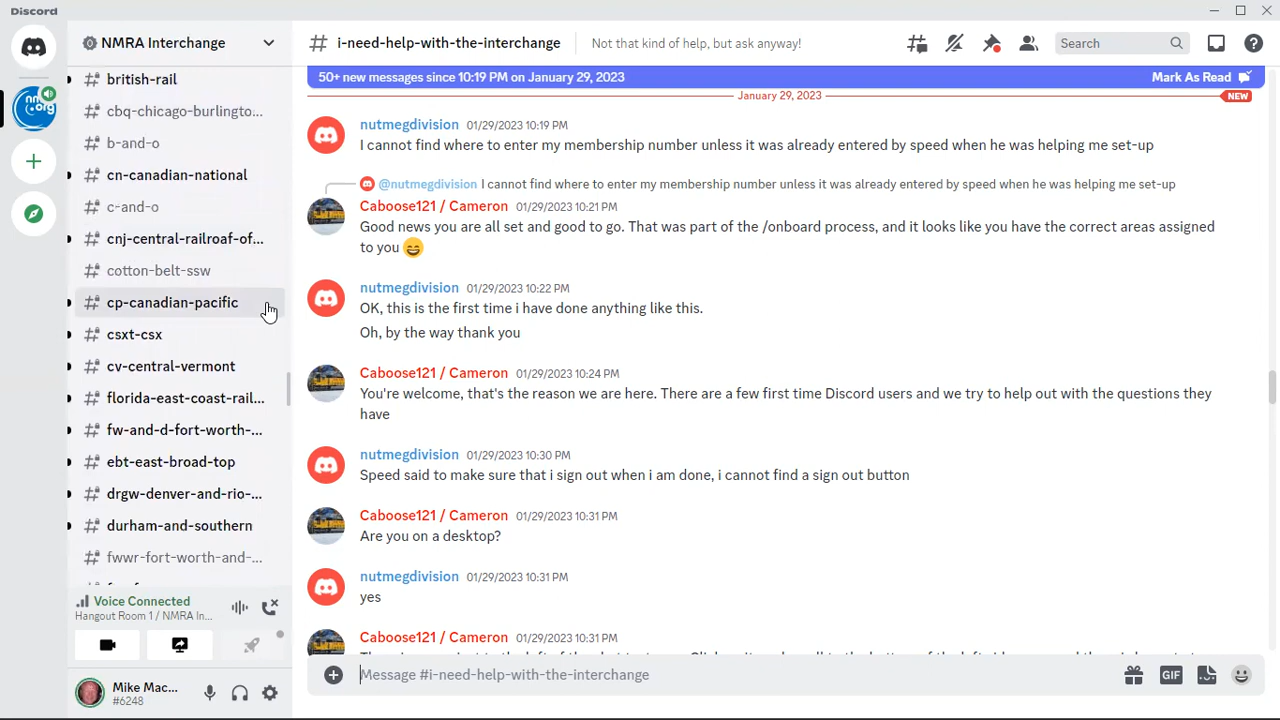 Discord
NMRA Interchange
british-rail
cbq-chicago-burlingto...
b-and-o
cn-canadian-national
c-and-o
cnj-central-railroaf-of...
cotton-belt-ssw
cp-canadian-pacific
csxt-csx
cv-central-vermont
florida-east-coast-rail...
fw-and-d-fort-worth-...
ebt-east-broad-top
drgw-denver-and-rio-...
durham-and-southern
fwwr-fort-worth-and-...
Voice Connected
Hangout Room 1 / NMRA In...
Mike Mac...
#6248
i-need-help-with-the-interchange
Not that kind of help, but ask anyway!
Search
50+ new messages since 10:19 PM on January 29, 2023
Mark As Read
January 29, 2023
NEW
nutmegdivision 01/29/2023 10:19 PM
I cannot find where to enter my membership number unless it was already entered by speed when he was helping me set-up
@nutmegdivision I cannot find where to enter my membership number unless it was already entered by speed when he was helping me set-up
Caboose121 / Cameron 01/29/2023 10:21 PM
Good news you are all set and good to go. That was part of the /onboard process, and it looks like you have the correct areas assigned
to you 😄
nutmegdivision 01/29/2023 10:22 PM
OK, this is the first time i have done anything like this.
Oh, by the way thank you
Caboose121 / Cameron 01/29/2023 10:24 PM
You're welcome, that's the reason we are here. There are a few first time Discord users and we try to help out with the questions they
have
nutmegdivision 01/29/2023 10:30 PM
Speed said to make sure that i sign out when i am done, i cannot find a sign out button
Caboose121 / Cameron 01/29/2023 10:31 PM
Are you on a desktop?
nutmegdivision 01/29/2023 10:31 PM
yes
Caboose121 / Cameron 01/29/2023 10:31 PM
Message #i-need-help-with-the-interchange
GIF